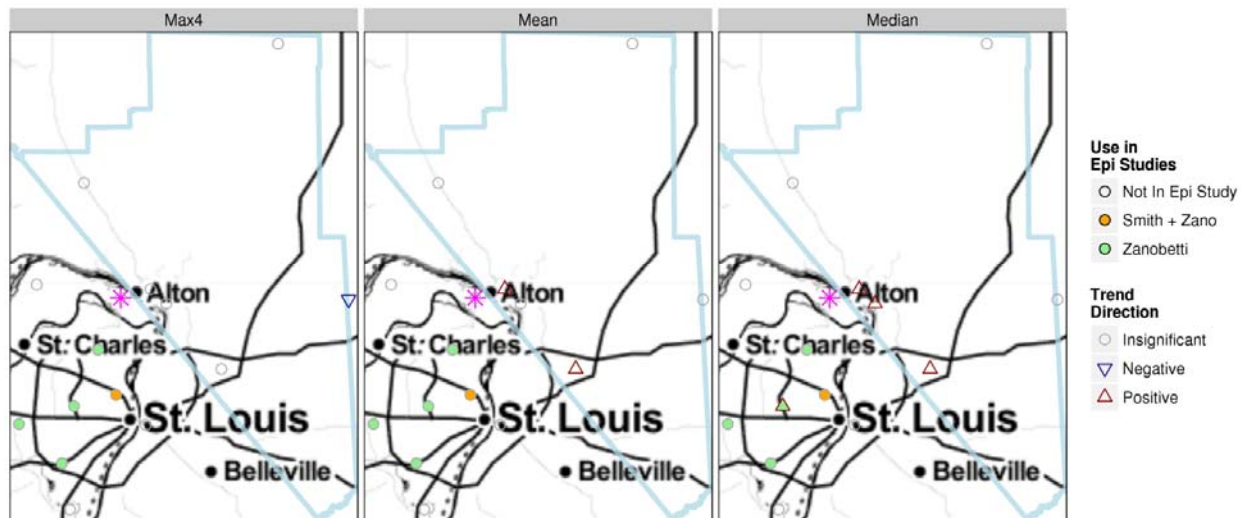 Max4
Mean
Median
Alton
St. Charles
St. Louis
Belleville
Alton
St. Charles
St. Louis
Belleville
Alton
St. Charles
St. Louis
Belleville
Use in
Epi Studies
Not In Epi Study
Smith + Zano
Zanobetti
Trend
Direction
Insignificant
Negative
Positive